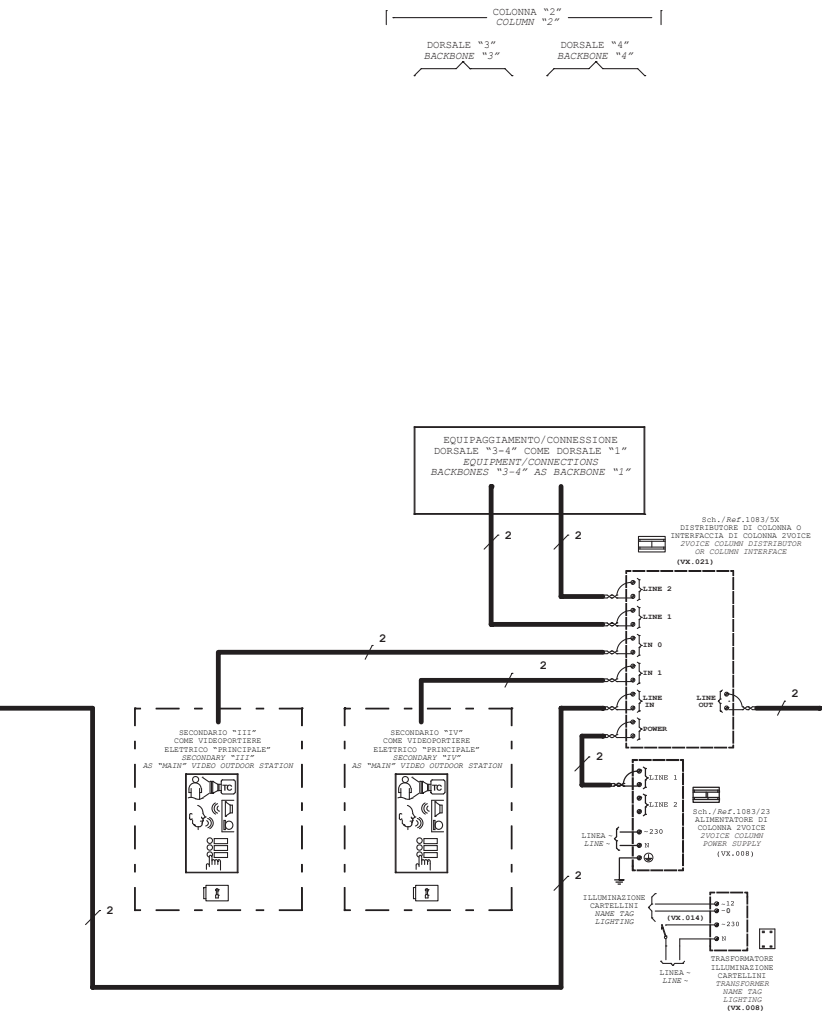 COLONNA “2”
COLUMN “2”
DORSALE “3”
BACKBONE “3”
DORSALE “4”
BACKBONE “4”
EQUIPAGGIAMENTO/CONNESSIONE
DORSALE “3-4” COME DORSALE “1”
EQUIPMENT/CONNECTIONS
BACKBONES “3-4” AS BACKBONE “1”
2
2
Sch./Ref.1083/5X
DISTRIBUTORE DI COLONNA O
INTERFACCIA DI COLONNA 2VOICE
2VOICE COLUMN DISTRIBUTOR
OR COLUMN INTERFACE
(VX.021)
LINE 2
LINE 1
IN 0
IN 1
LINE
IN
POWER
LINE
OUT
2
2
2
2
SECONDARIO “III”
COME VIDEOPORTIERE
ELETTRICO “PRINCIPALE”
SECONDARY “III”
AS “MAIN” VIDEO OUTDOOR STATION
TC
SECONDARIO “IV”
COME VIDEOPORTIERE
ELETTRICO “PRINCIPALE”
SECONDARY “IV”
AS “MAIN” VIDEO OUTDOOR STATION
TC
LINE 1
LINE 2
~230
N
LINEA ~
LINE ~
Sch./Ref.1083/23
ALIMENTATORE DI
COLONNA 2VOICE
2VOICE COLUMN
POWER SUPPLY
(VX.008)
2
2
ILLUMINAZIONE
CARTELLINI
NAME TAG
LIGHTING
(VX.014)
~12
~0
~230
N
LINEA ~
LINE ~
TRASFORMATORE
ILLUMINAZIONE
CARTELLINI
TRANSFORMER
NAME TAG
LIGHTING
(VX.008)